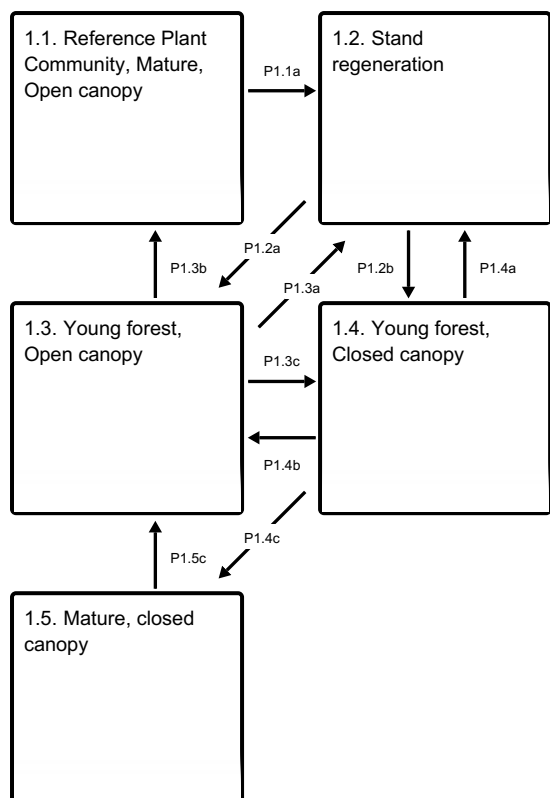 1.1. Reference Plant
Community, Mature,
Open canopy
P1.1a
1.2. Stand
regeneration
P1.2a
P1.3b
P1.3a
P1.2b
P1.4a
1.3. Young forest,
Open canopy
P1.3c
1.4. Young forest,
Closed canopy
P1.4b
P1.4c
P1.5c
1.5. Mature, closed
canopy